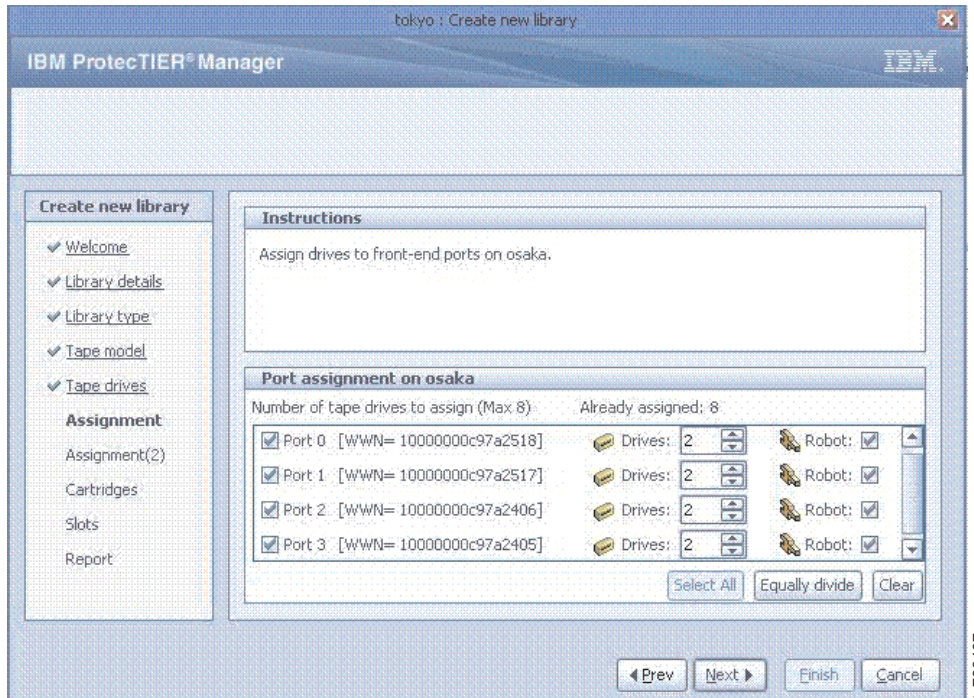 tokyo : Create new library
IBM ProtecTIER® Manager
IBM.
Create new library
Welcome
Library details
Library type
Tape model
Tape drives
Assignment
Assignment(2)
Cartridges
Slots
Report
Instructions
Assign drives to front-end ports on osaka.
Port assignment on osaka
Number of tape drives to assign (Max 8) Already assigned: 8
Port 0 [WWN= 10000000c97a2518] Drives: 2 Robot:
Port 1 [WWN= 10000000c97a2517] Drives: 2 Robot:
Port 2 [WWN= 10000000c97a2406] Drives: 2 Robot:
Port 3 [WWN= 10000000c97a2405] Drives: 2 Robot:
Select All Equally divide Clear
Prev Next Finish Cancel